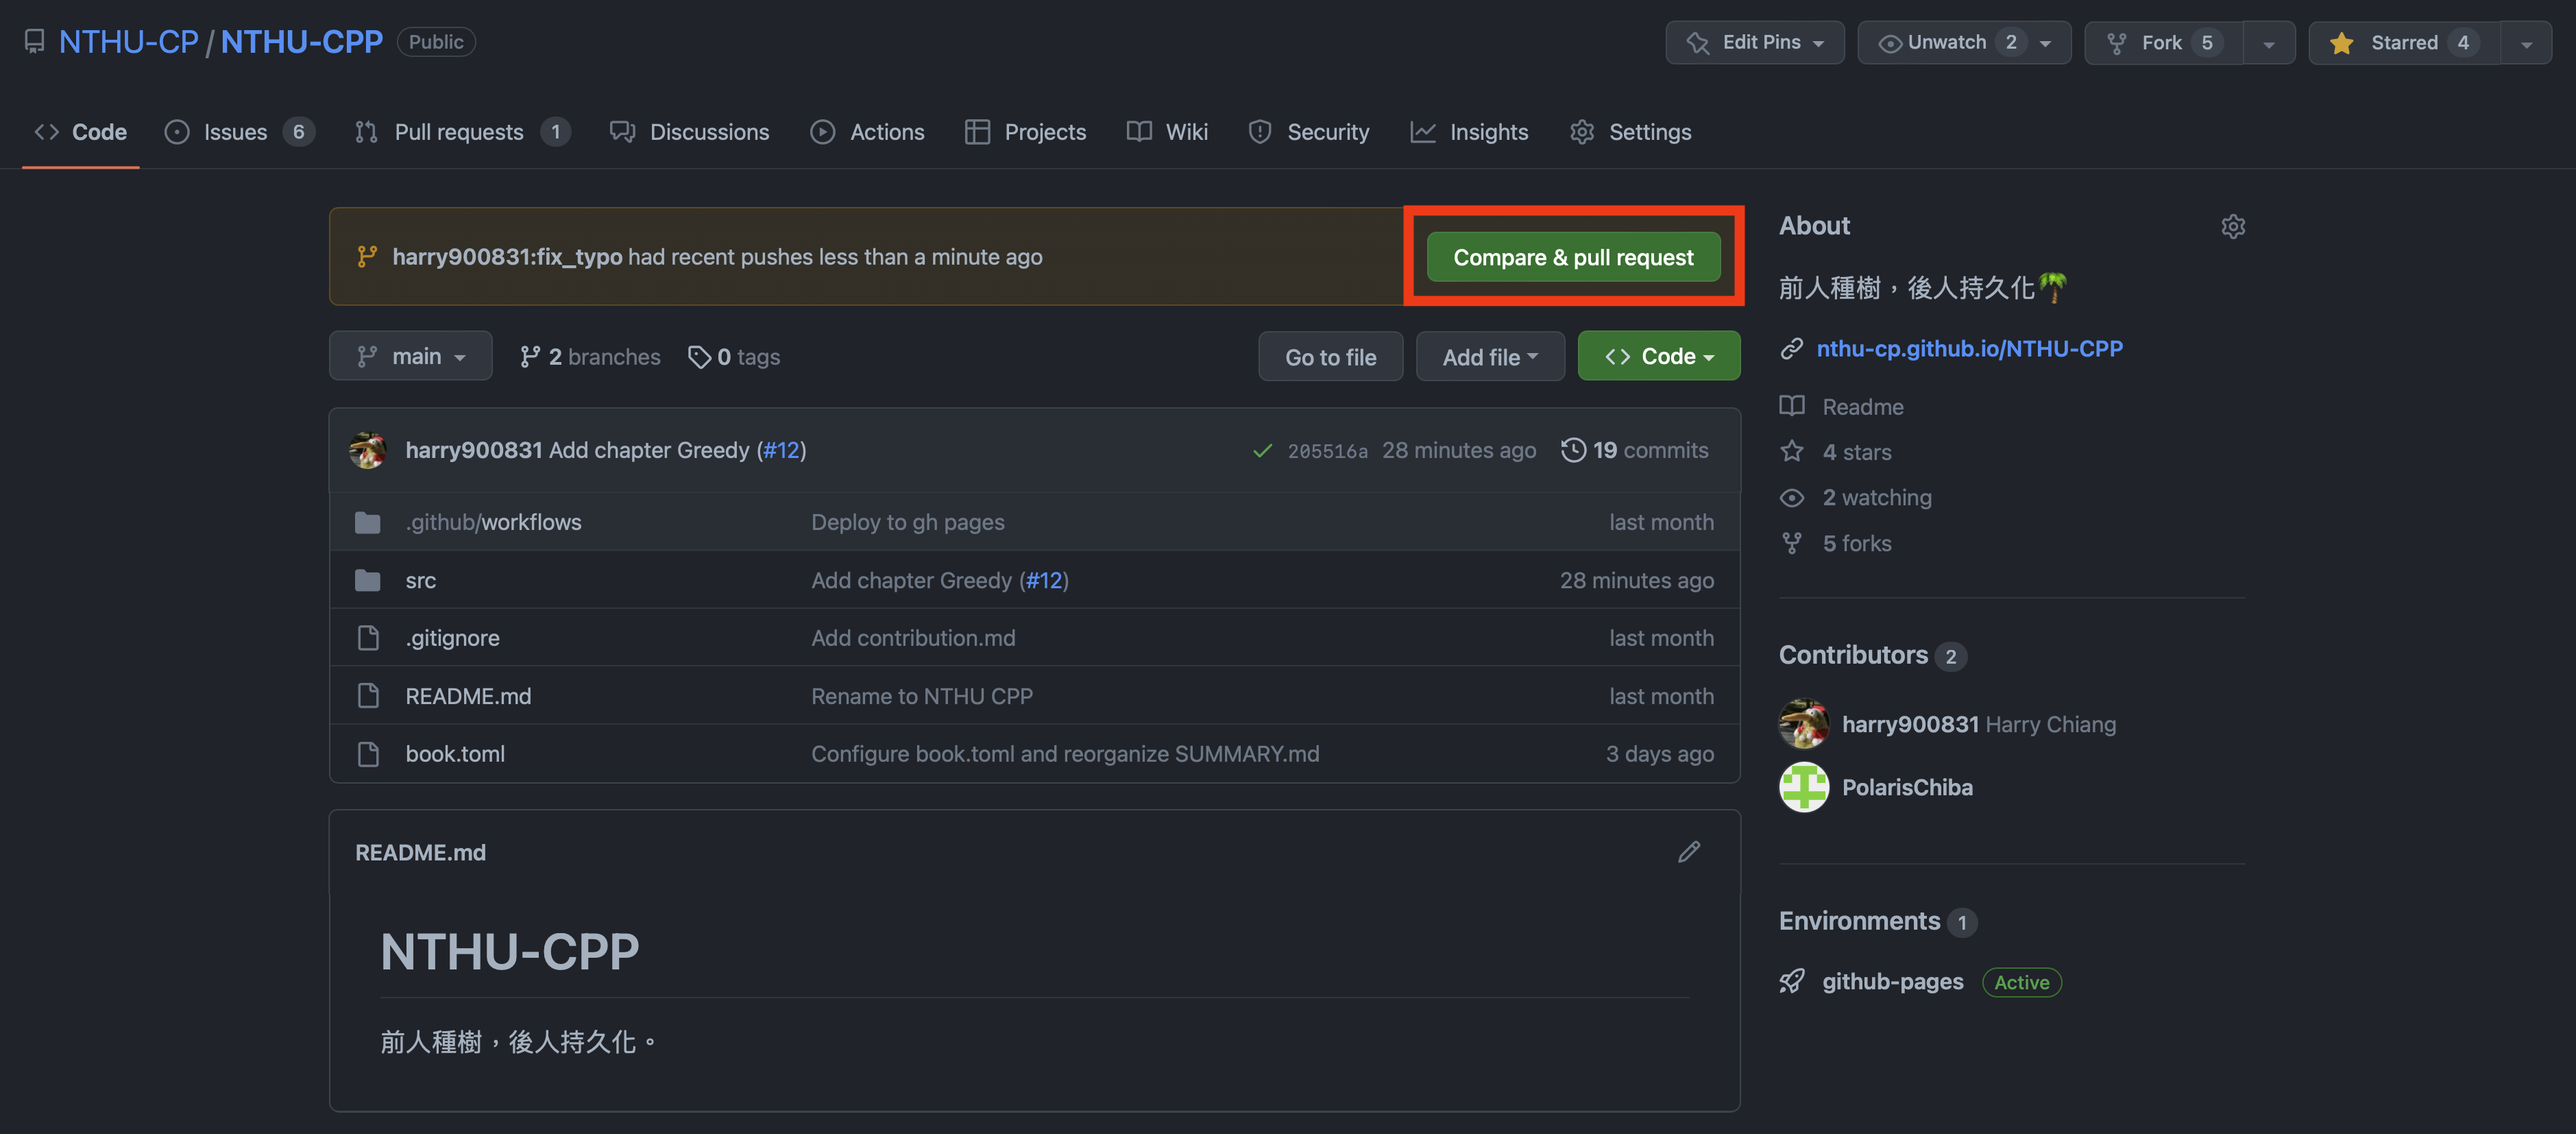 NTHU-CP / NTHU-CPP Public
Edit Pins Unwatch 2 Fork 5 Starred 4
Code Issues 6 Pull requests 1 Discussions Actions Projects Wiki Security Insights Settings
harry900831:fix_typo had recent pushes less than a minute ago Compare & pull request
main 2 branches 0 tags Go to file Add file Code
harry900831 Add chapter Greedy (#12) 205516a 28 minutes ago 19 commits
.github/workflows Deploy to gh pages last month
src Add chapter Greedy (#12) 28 minutes ago
.gitignore Add contribution.md last month
README.md Rename to NTHU CPP last month
book.toml Configure book.toml and reorganize SUMMARY.md 3 days ago
README.md
NTHU-CPP
前人種樹，後人持久化。
About
前人種樹，後人持久化🌴
nthu-cp.github.io/NTHU-CPP
Readme
4 stars
2 watching
5 forks
Contributors 2
harry900831 Harry Chiang
PolarisChiba
Environments 1
github-pages Active